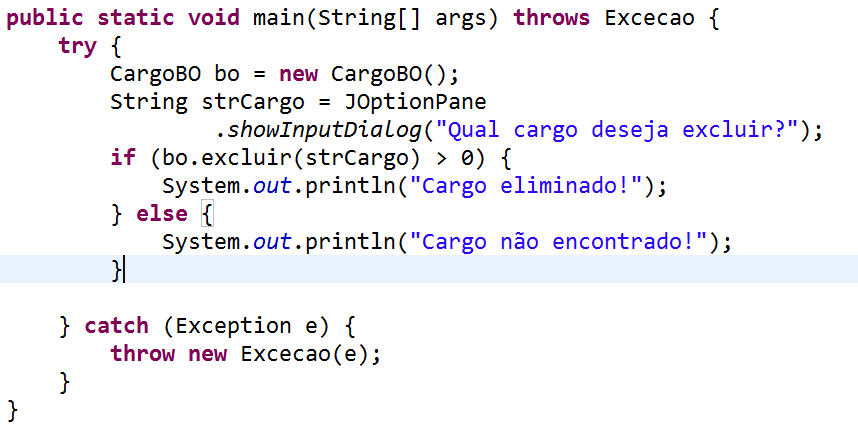 public static void main(String[] args) throws Excecao {
    try {
        CargoBO bo = new CargoBO();
        String strCargo = JOptionPane
                .showInputDialog("Qual cargo deseja excluir?");
        if (bo.excluir(strCargo) > 0) {
            System.out.println("Cargo eliminado!");
        } else {
            System.out.println("Cargo não encontrado!");
        }
    } catch (Exception e) {
        throw new Excecao(e);
    }
}